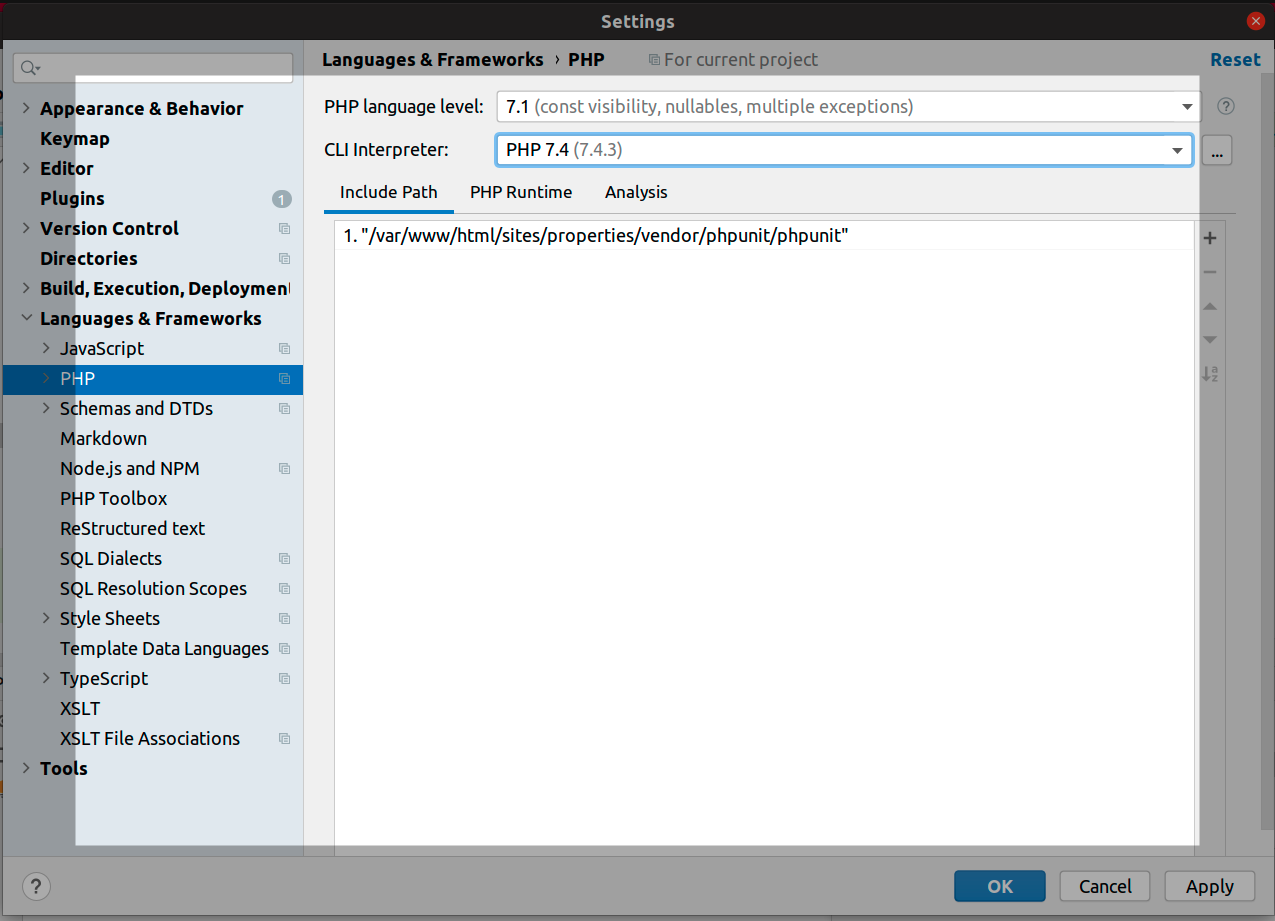 Settings
Languages & Frameworks › PHP For current project Reset
Appearance & Behavior
Keymap
Editor
Plugins 1
Version Control
Directories
Build, Execution, Deployment
Languages & Frameworks
JavaScript
PHP
Schemas and DTDs
Markdown
Node.js and NPM
PHP Toolbox
ReStructured text
SQL Dialects
SQL Resolution Scopes
Style Sheets
Template Data Languages
TypeScript
XSLT
XSLT File Associations
Tools
PHP language level: 7.1 (const visibility, nullables, multiple exceptions) ?
CLI Interpreter: PHP 7.4 (7.4.3) ...
Include Path PHP Runtime Analysis
1. "/var/www/html/sites/properties/vendor/phpunit/phpunit"
? OK Cancel Apply